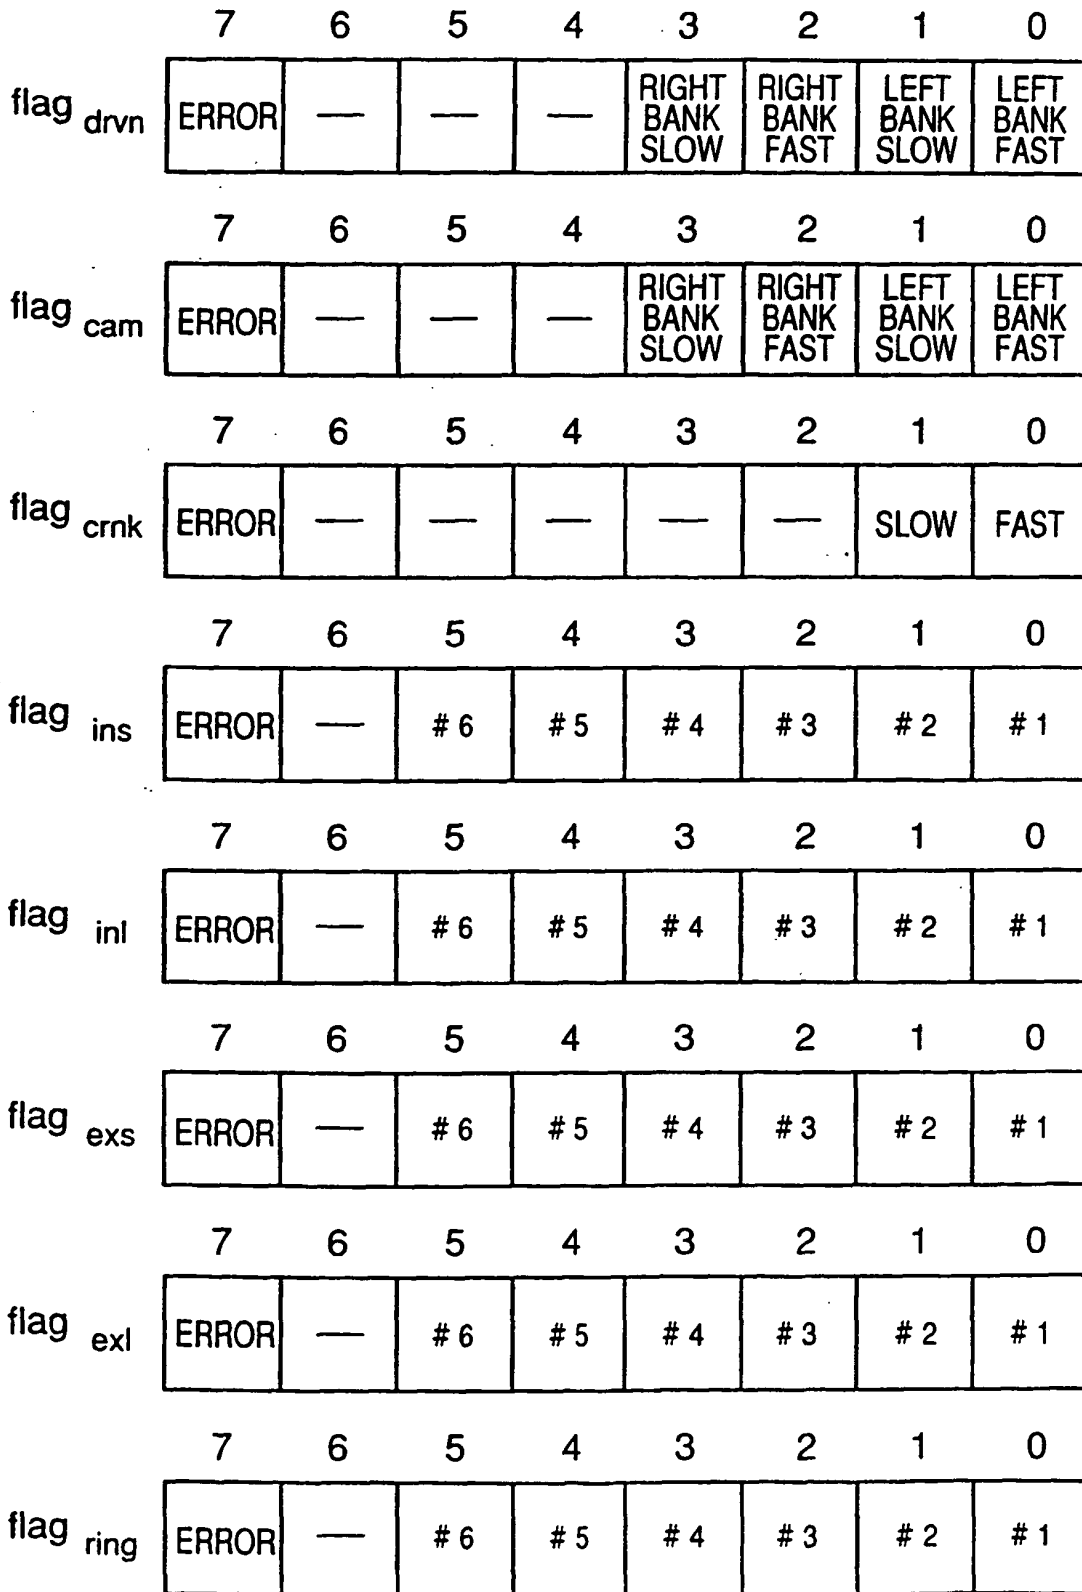 7 6 5 4 3 2 1 0
flag drvn ERROR — — — RIGHT BANK SLOW RIGHT BANK FAST LEFT BANK SLOW LEFT BANK FAST
7 6 5 4 3 2 1 0
flag cam ERROR — — — RIGHT BANK SLOW RIGHT BANK FAST LEFT BANK SLOW LEFT BANK FAST
7 6 5 4 3 2 1 0
flag crnk ERROR — — — — — SLOW FAST
7 6 5 4 3 2 1 0
flag ins ERROR — #6 #5 #4 #3 #2 #1
7 6 5 4 3 2 1 0
flag inl ERROR — #6 #5 #4 #3 #2 #1
7 6 5 4 3 2 1 0
flag exs ERROR — #6 #5 #4 #3 #2 #1
7 6 5 4 3 2 1 0
flag exl ERROR — #6 #5 #4 #3 #2 #1
7 6 5 4 3 2 1 0
flag ring ERROR — #6 #5 #4 #3 #2 #1